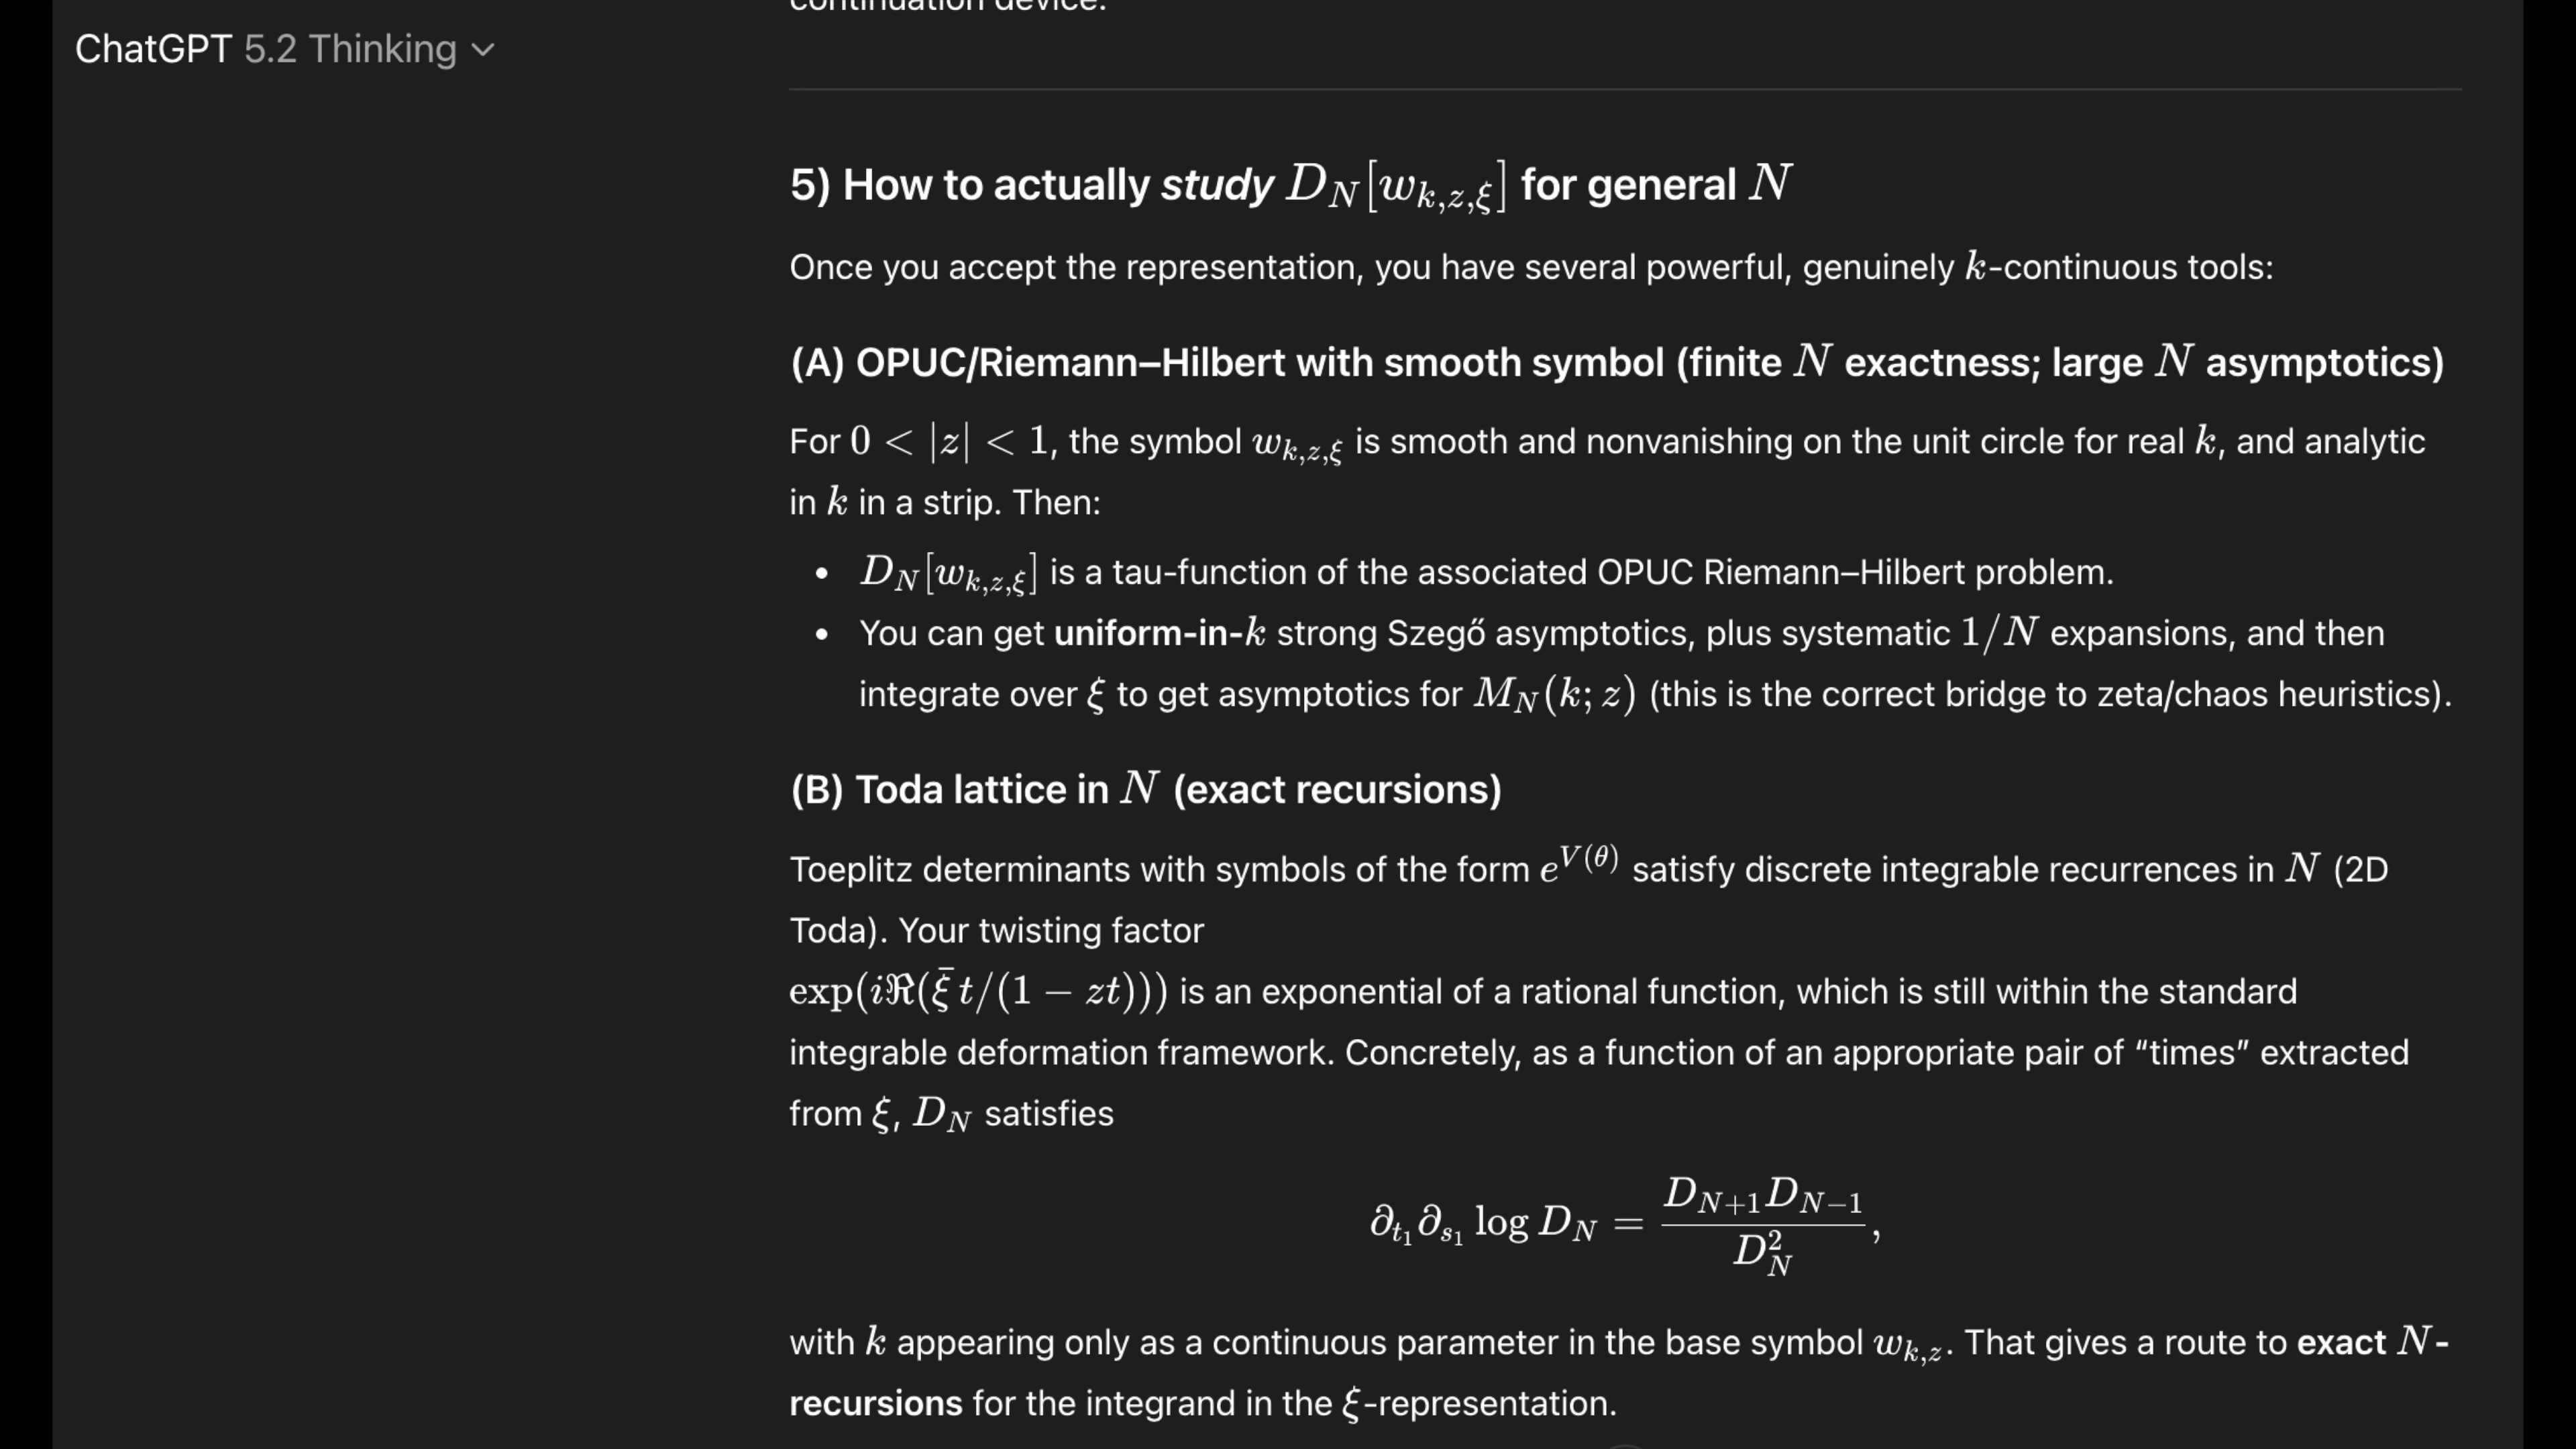 continuation device.
ChatGPT 5.2 Thinking
5) How to actually study D_N[w_{k,z,ξ}] for general N
Once you accept the representation, you have several powerful, genuinely k-continuous tools:
(A) OPUC/Riemann–Hilbert with smooth symbol (finite N exactness; large N asymptotics)
For 0 < |z| < 1, the symbol w_{k,z,ξ} is smooth and nonvanishing on the unit circle for real k, and analytic
in k in a strip. Then:
• D_N[w_{k,z,ξ}] is a tau-function of the associated OPUC Riemann–Hilbert problem.
• You can get uniform-in-k strong Szegő asymptotics, plus systematic 1/N expansions, and then
integrate over ξ to get asymptotics for M_N(k; z) (this is the correct bridge to zeta/chaos heuristics).
(B) Toda lattice in N (exact recursions)
Toeplitz determinants with symbols of the form e^{V(θ)} satisfy discrete integrable recurrences in N (2D
Toda). Your twisting factor
exp(iℜ(ξ̄ t/(1 − zt))) is an exponential of a rational function, which is still within the standard
integrable deformation framework. Concretely, as a function of an appropriate pair of “times” extracted
from ξ, D_N satisfies
∂_{t_1} ∂_{s_1} log D_N = \frac{D_{N+1} D_{N−1}}{D_N^2},
with k appearing only as a continuous parameter in the base symbol w_{k,z}. That gives a route to exact N-
recursions for the integrand in the ξ-representation.